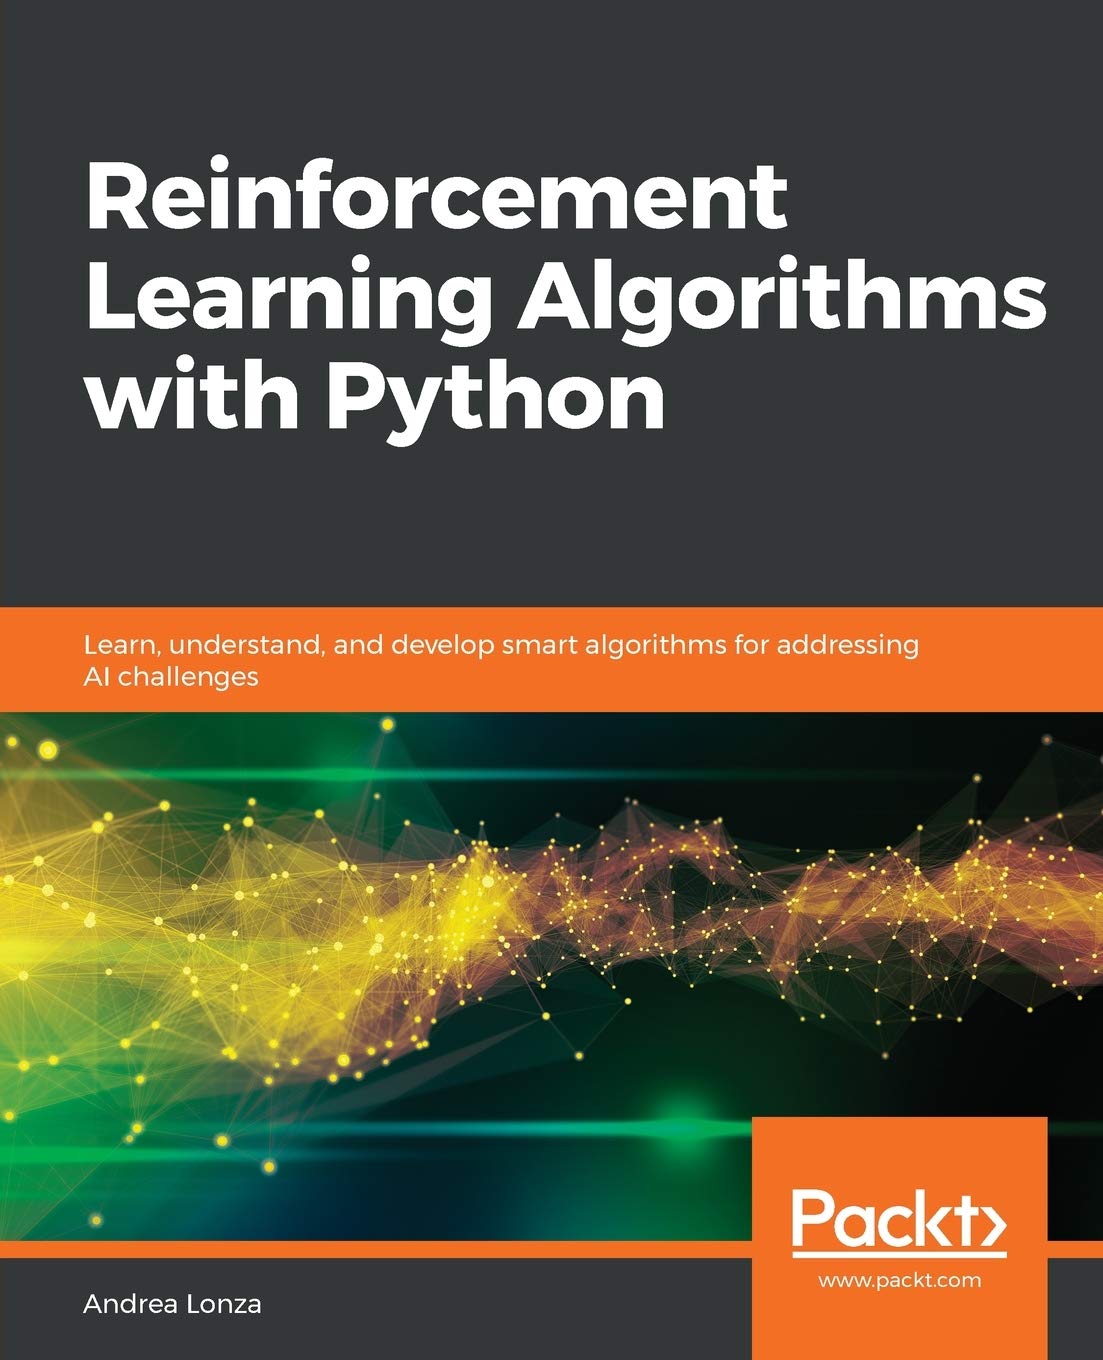 Reinforcement
Learning Algorithms
with Python
Learn, understand, and develop smart algorithms for addressing
AI challenges
Packt>
www.packt.com
Andrea Lonza